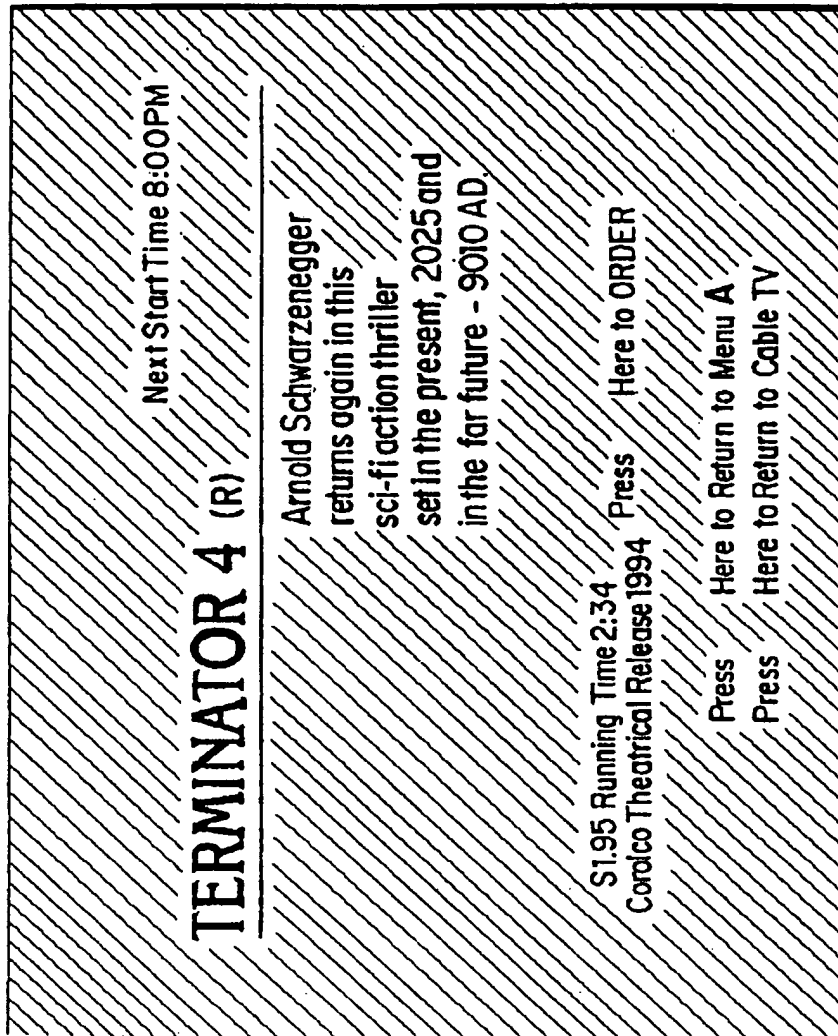 Next Start Time 8:00PM
TERMINATOR 4 (R)
Arnold Schwarzenegger
returns again in this
sci-fi action thriller
set in the present, 2025 and
in the far future - 9010 AD.
$1.95 Running Time 2:34
Coralco Theatrical Release 1994
Press Here to ORDER
Press Here to Return to Menu A
Press Here to Return to Cable TV